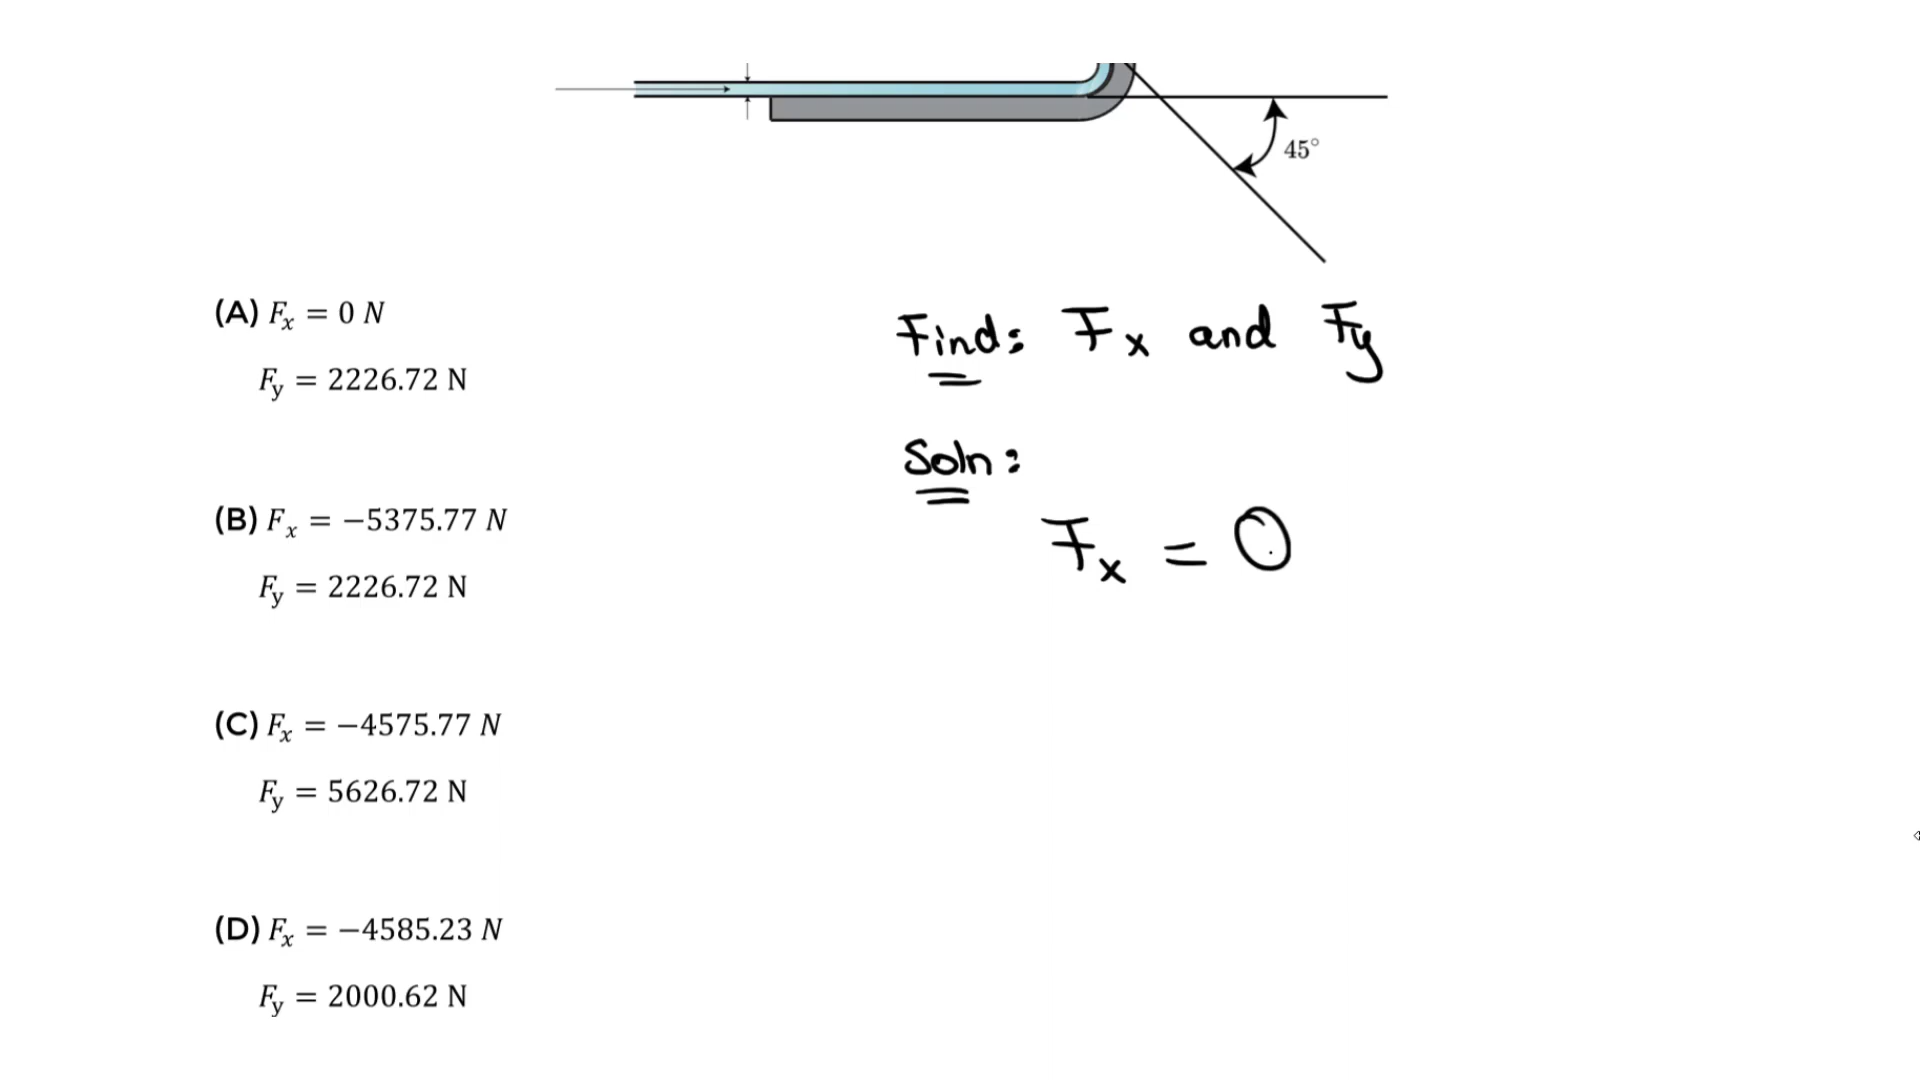 45°
(A) Fₓ = 0 N
Fy = 2226.72 N
(B) Fₓ = −5375.77 N
Fy = 2226.72 N
(C) Fₓ = −4575.77 N
Fy = 5626.72 N
(D) Fₓ = −4585.23 N
Fy = 2000.62 N
Find: Fx and Fy
Soln:
Fx = 0